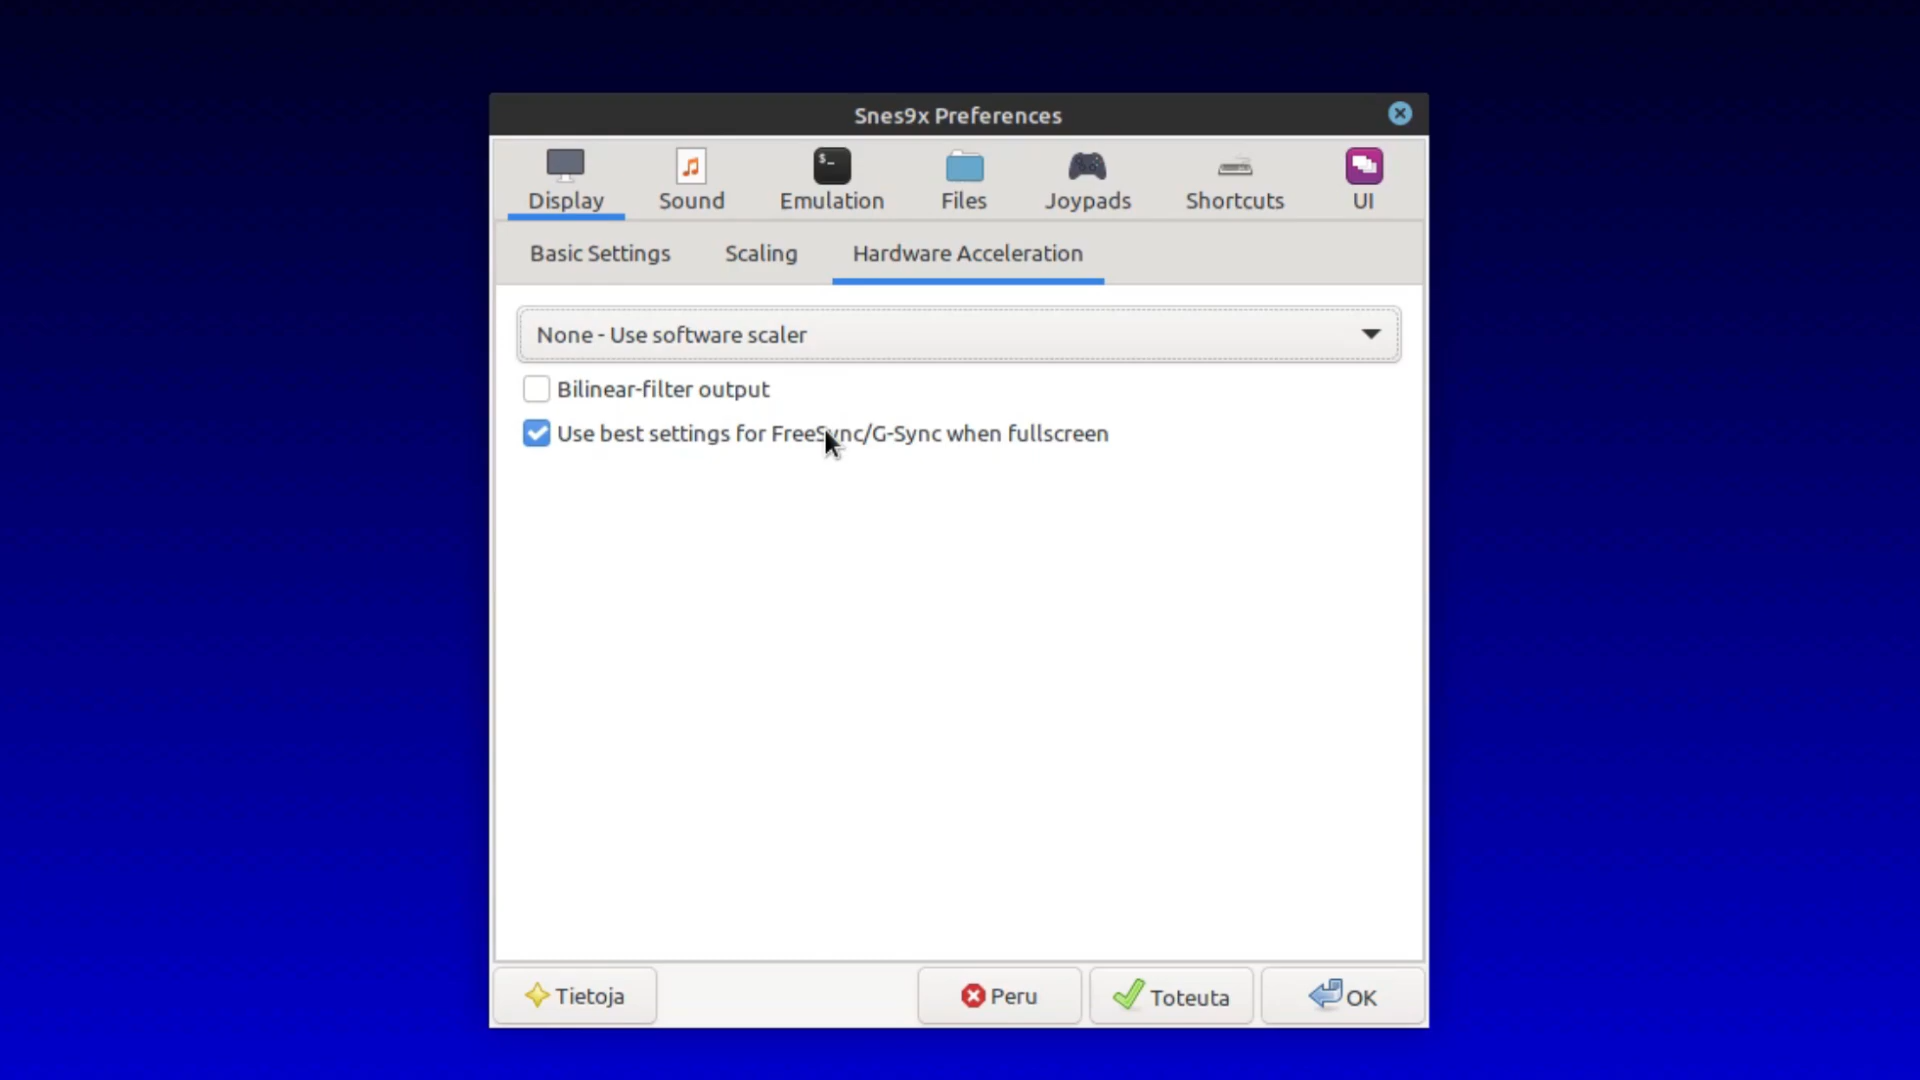 Snes9x Preferences
$_
Display Sound Emulation Files Joypads Shortcuts UI
Basic Settings Scaling Hardware Acceleration
None - Use software scaler
Bilinear-filter output
Use best settings for FreeSync/G-Sync when fullscreen
Tietoja Peru Toteuta OK